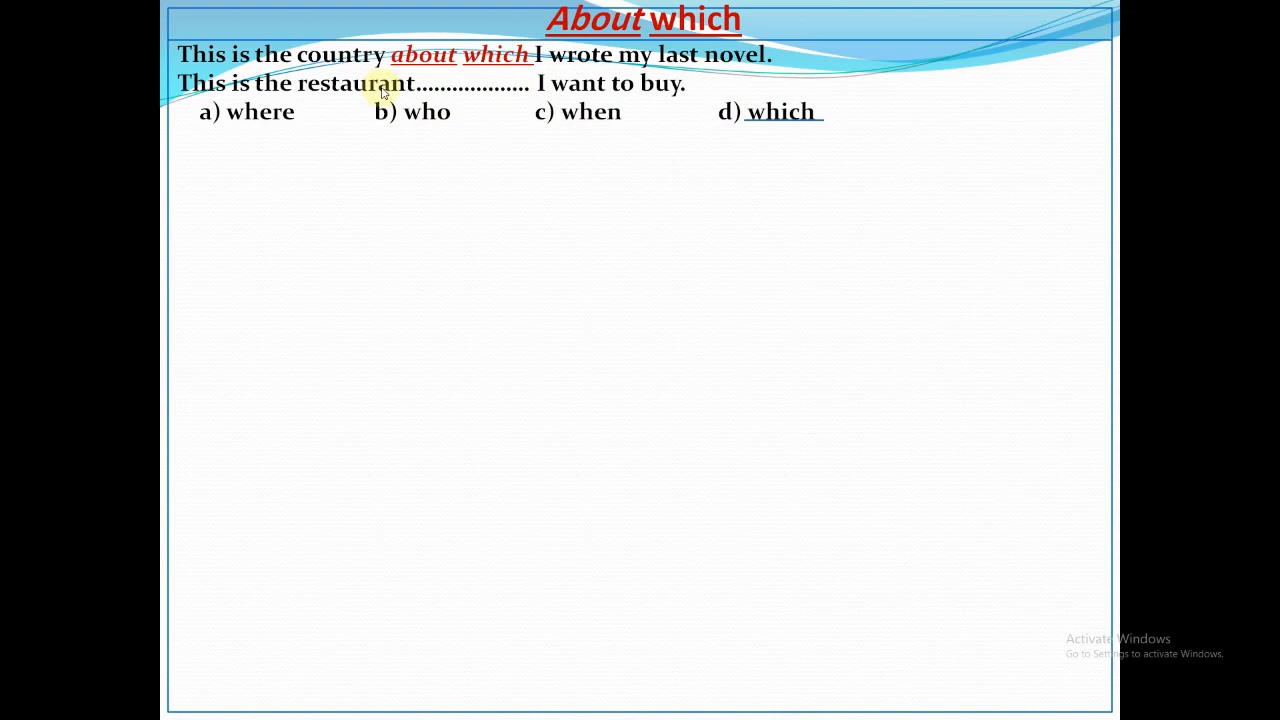 About which
This is the country about which I wrote my last novel.
This is the restaurant................... I want to buy.
a) where b) who c) when d) which
Activate Windows
Go to Settings to activate Windows.